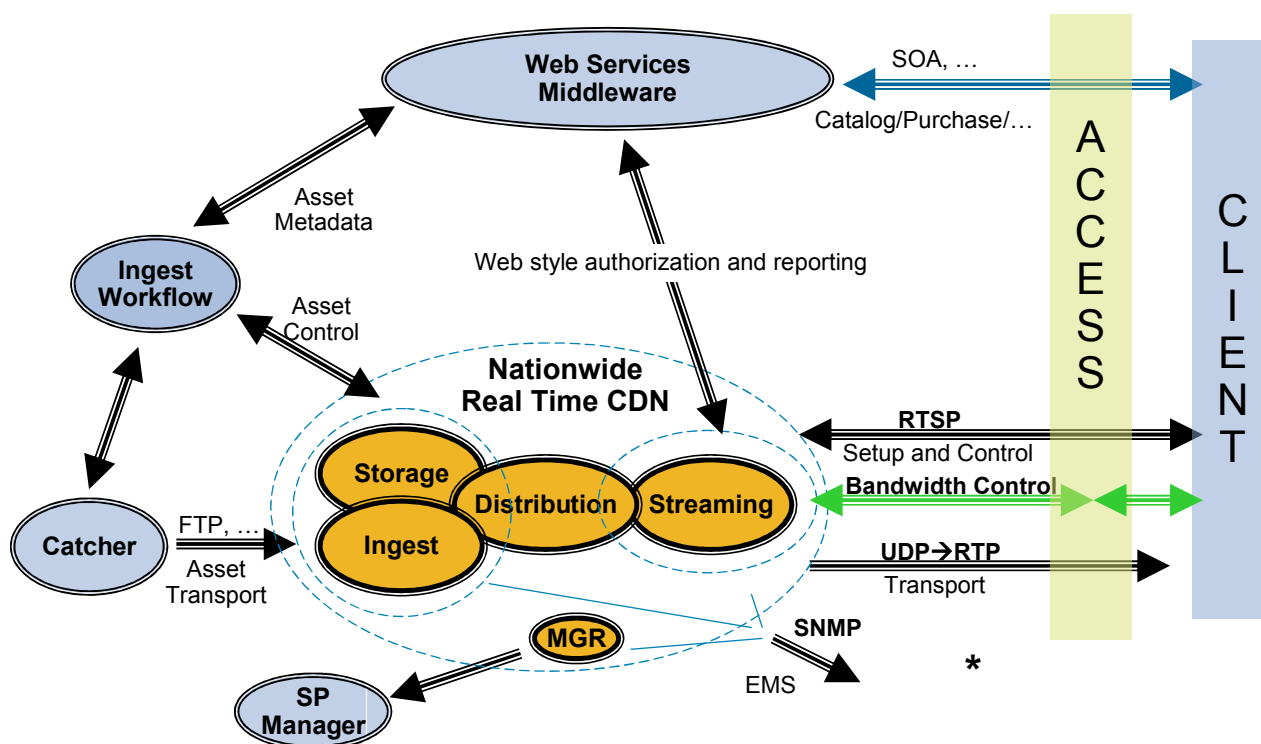 Web Services
Middleware
SOA, …
Catalog/Purchase/…
ACCESS
CLIENT
Asset
Metadata
Ingest
Workflow
Web style authorization and reporting
Asset
Control
Nationwide
Real Time CDN
RTSP
Setup and Control
Storage
Distribution
Streaming
Bandwidth Control
Catcher
FTP, …
Asset
Transport
Ingest
UDP→RTP
Transport
MGR
SNMP
EMS
*
SP
Manager